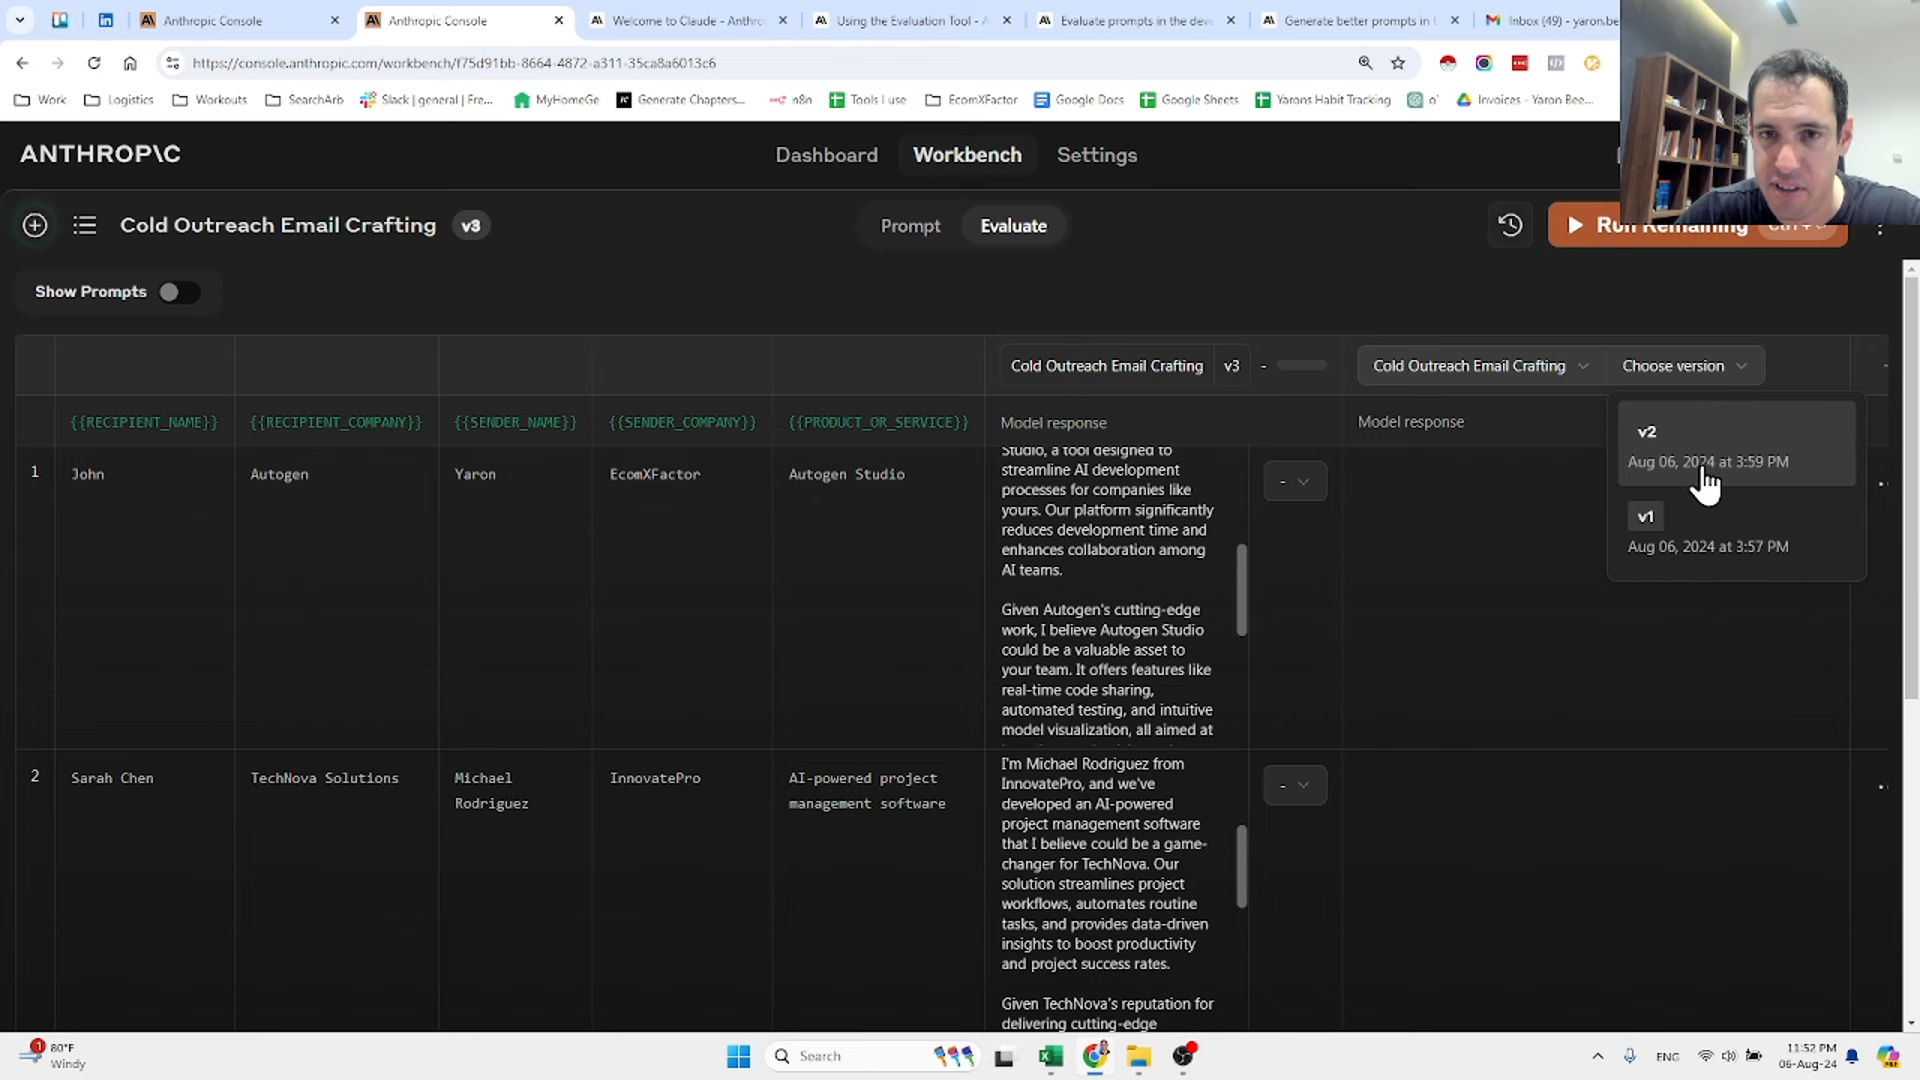 Anthropic Console
Anthropic Console
Welcome to Claude - Anthro
Using the Evaluation Tool - A
Evaluate prompts in the deve
Generate better prompts in t
Inbox (49) - yaron.be
https://console.anthropic.com/workbench/f75d91bb-8664-4872-a311-35ca8a6013c6
Work
Logistics
Workouts
SearchArb
Slack | general | Fre...
MyHomeGe
Generate Chapters...
n8n
Tools I use
EcomXFactor
Google Docs
Google Sheets
Yarons Habit Tracking
Invoices - Yaron Bee...
ANTHROP\C
Dashboard
Workbench
Settings
Cold Outreach Email Crafting
v3
Prompt
Evaluate
Run Remaining
Show Prompts
Cold Outreach Email Crafting
v3
-
Cold Outreach Email Crafting
Choose version
{{RECIPIENT_NAME}}
{{RECIPIENT_COMPANY}}
{{SENDER_NAME}}
{{SENDER_COMPANY}}
{{PRODUCT_OR_SERVICE}}
Model response
Model response
v2
Aug 06, 2024 at 3:59 PM
v1
Aug 06, 2024 at 3:57 PM
1
John
Autogen
Yaron
EcomXFactor
Autogen Studio
Studio, a tool designed to
streamline AI development
processes for companies like
yours. Our platform significantly
reduces development time and
enhances collaboration among
AI teams.
Given Autogen's cutting-edge
work, I believe Autogen Studio
could be a valuable asset to
your team. It offers features like
real-time code sharing,
automated testing, and intuitive
model visualization, all aimed at
-
2
Sarah Chen
TechNova Solutions
Michael
Rodriguez
InnovatePro
AI-powered project
management software
I'm Michael Rodriguez from
InnovatePro, and we've
developed an AI-powered
project management software
that I believe could be a game-
changer for TechNova. Our
solution streamlines project
workflows, automates routine
tasks, and provides data-driven
insights to boost productivity
and project success rates.
Given TechNova's reputation for
delivering cutting-edge
-
1
80°F
Windy
Search
ENG
11:52 PM
06-Aug-24